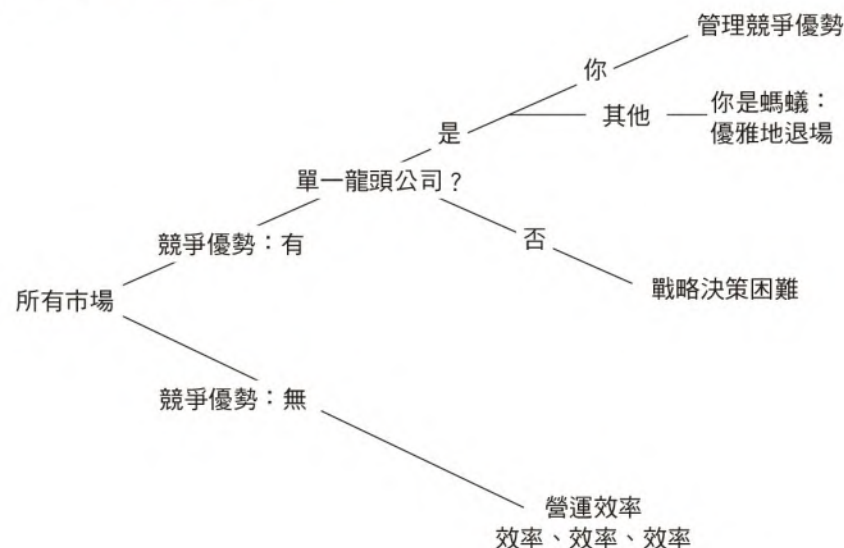 管理競爭優勢
你
其他
你是螞蟻：
優雅地退場
是
單一龍頭公司？
競爭優勢：有
否
戰略決策困難
所有市場
競爭優勢：無
營運效率
效率、效率、效率